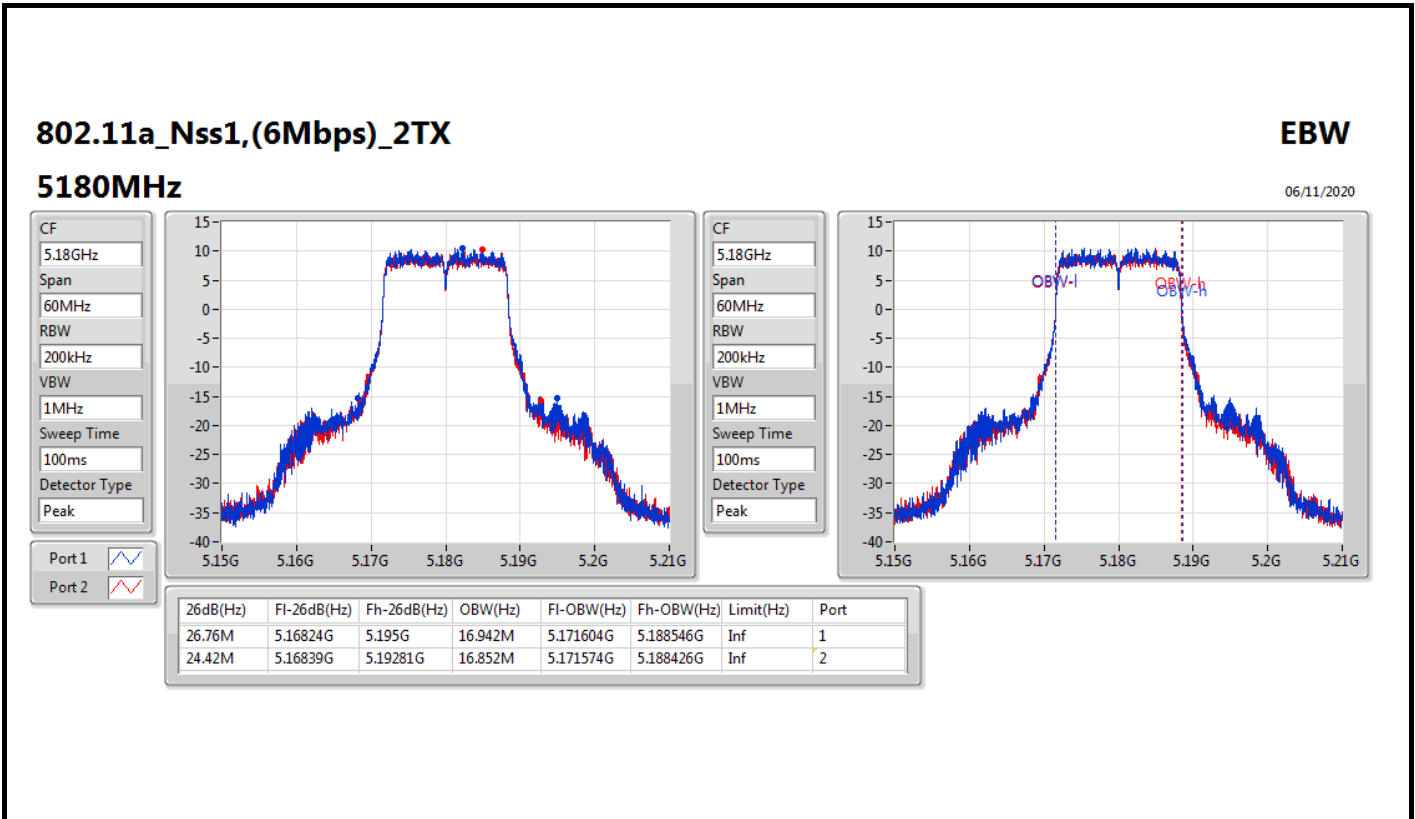 802.11a_Nss1,(6Mbps)_2TX
EBW
5180MHz
06/11/2020
CF
5.18GHz
Span
60MHz
RBW
200kHz
VBW
1MHz
Sweep Time
100ms
Detector Type
Peak
Port 1
Port 2
15
10
5
0
-5
-10
-15
-20
-25
-30
-35
-40
5.15G 5.16G 5.17G 5.18G 5.19G 5.2G 5.21G
CF
5.18GHz
Span
60MHz
RBW
200kHz
VBW
1MHz
Sweep Time
100ms
Detector Type
Peak
15
10
5
0
-5
-10
-15
-20
-25
-30
-35
-40
OBW-l
OBW-h
OBW-h
5.15G 5.16G 5.17G 5.18G 5.19G 5.2G 5.21G
26dB(Hz) Fl-26dB(Hz) Fh-26dB(Hz) OBW(Hz) Fl-OBW(Hz) Fh-OBW(Hz) Limit(Hz) Port
26.76M 5.16824G 5.195G 16.942M 5.171604G 5.188546G Inf 1
24.42M 5.16839G 5.19281G 16.852M 5.171574G 5.188426G Inf 2